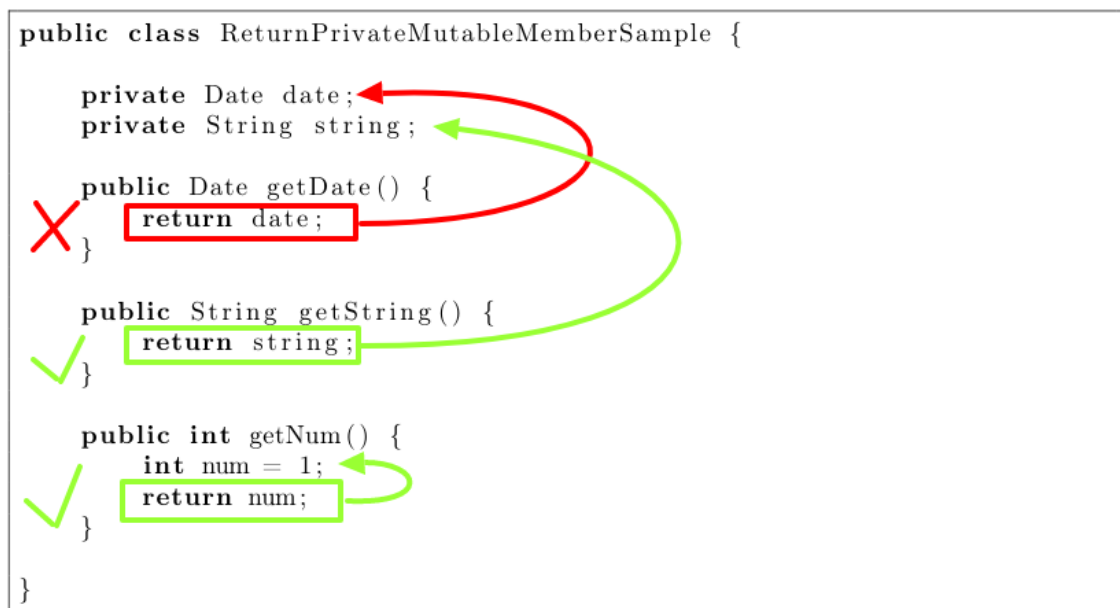 public class ReturnPrivateMutableMemberSample {
private Date date;
private String string;
public Date getDate() {
return date;
}
public String getString() {
return string;
}
public int getNum() {
int num = 1;
return num;
}
}